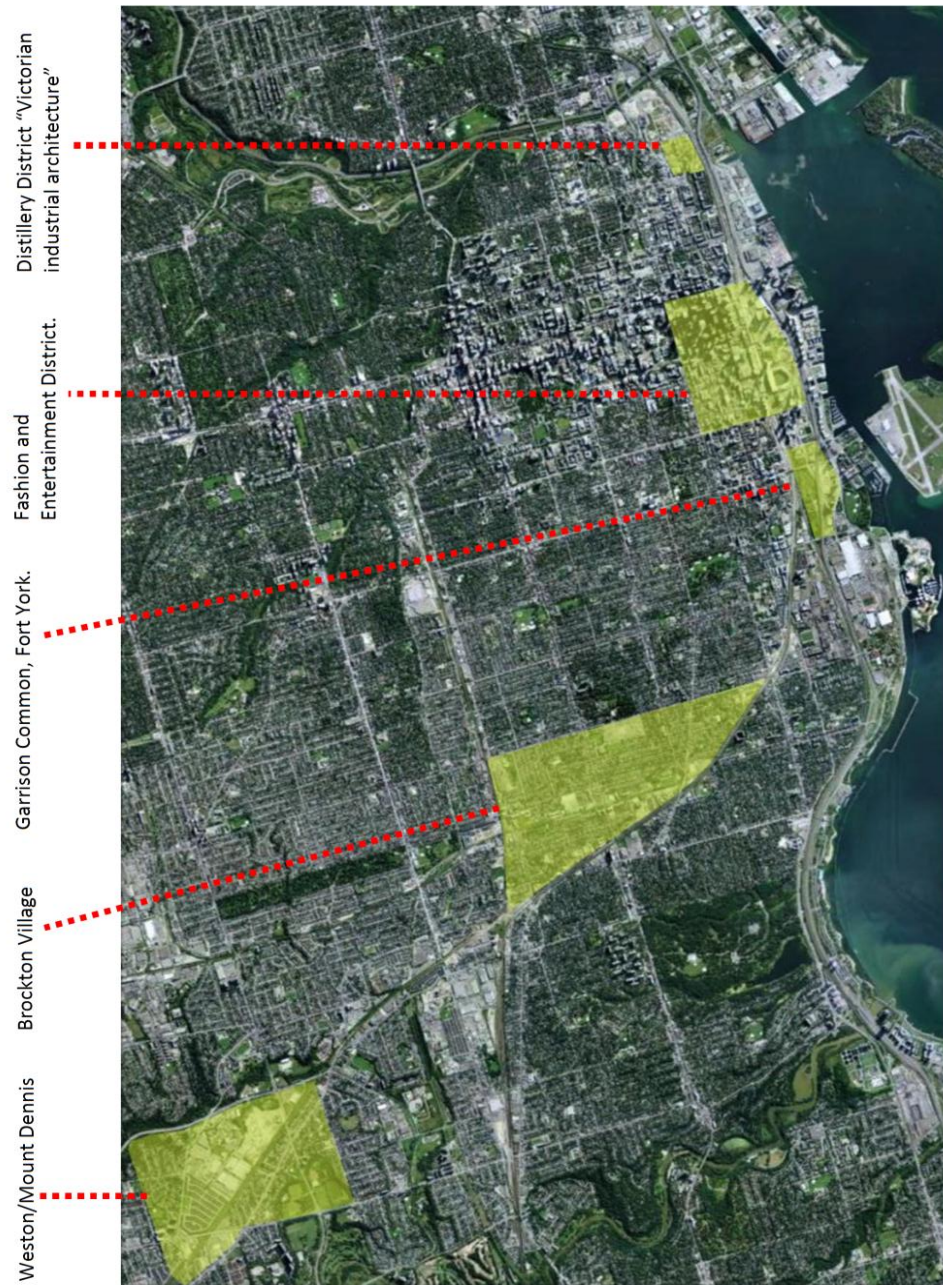 Weston/Mount Dennis
Brockton Village
Garrison Common, Fort York.
Fashion and
Entertainment District.
Distillery District “Victorian
industrial architecture”